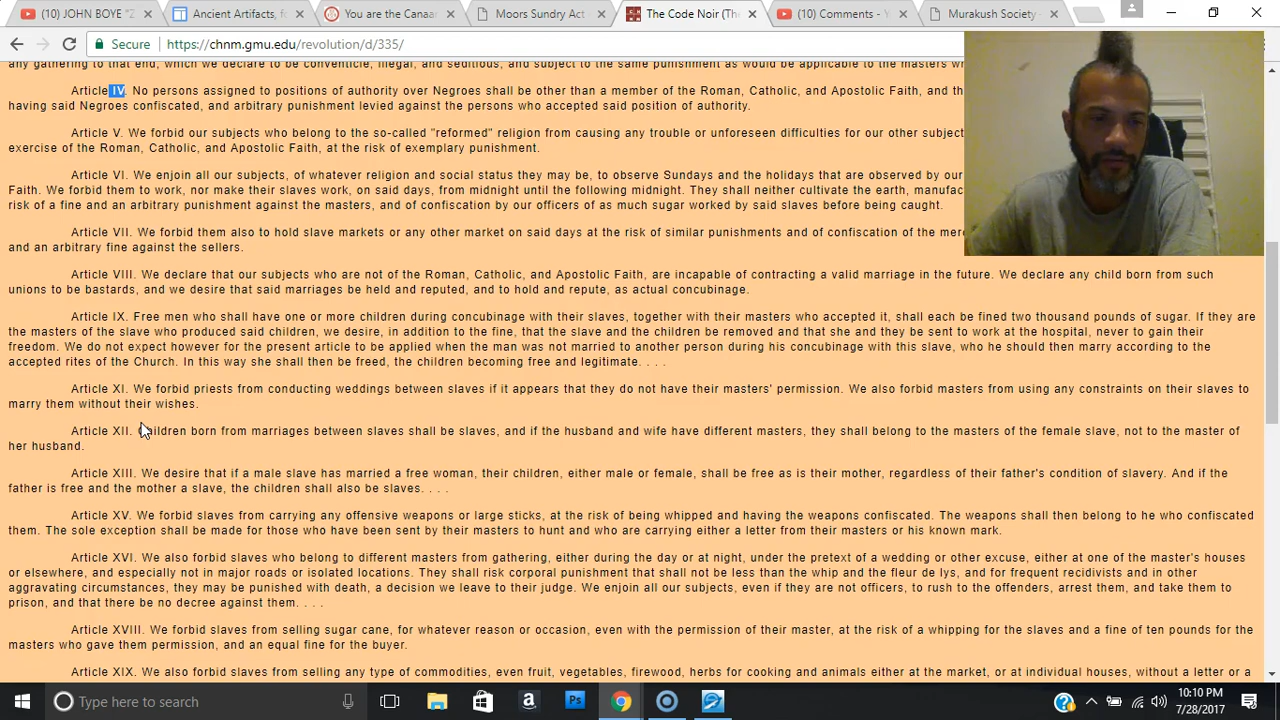 (10) JOHN BOYE "Z
Ancient Artifacts, f
You are the Canaa
Moors Sundry Act
The Code Noir (The
(10) Comments - Y
Murakush Society
Secure
https://chnm.gmu.edu/revolution/d/335/
any gathering to that end, which we declare to be conventicle, illegal, and seditious, and subject to the same punishment as would be applicable to the masters w
Article IV. No persons assigned to positions of authority over Negroes shall be other than a member of the Roman, Catholic, and Apostolic Faith, and th
having said Negroes confiscated, and arbitrary punishment levied against the persons who accepted said position of authority.
Article V. We forbid our subjects who belong to the so-called "reformed" religion from causing any trouble or unforeseen difficulties for our other subject
exercise of the Roman, Catholic, and Apostolic Faith, at the risk of exemplary punishment.
Article VI. We enjoin all our subjects, of whatever religion and social status they may be, to observe Sundays and the holidays that are observed by our
Faith. We forbid them to work, nor make their slaves work, on said days, from midnight until the following midnight. They shall neither cultivate the earth, manufac
risk of a fine and an arbitrary punishment against the masters, and of confiscation by our officers of as much sugar worked by said slaves before being caught.
Article VII. We forbid them also to hold slave markets or any other market on said days at the risk of similar punishments and of confiscation of the mer
and an arbitrary fine against the sellers.
Article VIII. We declare that our subjects who are not of the Roman, Catholic, and Apostolic Faith, are incapable of contracting a valid marriage in the future. We declare any child born from such
unions to be bastards, and we desire that said marriages be held and reputed, and to hold and repute, as actual concubinage.
Article IX. Free men who shall have one or more children during concubinage with their slaves, together with their masters who accepted it, shall each be fined two thousand pounds of sugar. If they are
the masters of the slave who produced said children, we desire, in addition to the fine, that the slave and the children be removed and that she and they be sent to work at the hospital, never to gain their
freedom. We do not expect however for the present article to be applied when the man was not married to another person during his concubinage with this slave, who he should then marry according to the
accepted rites of the Church. In this way she shall then be freed, the children becoming free and legitimate. . . .
Article XI. We forbid priests from conducting weddings between slaves if it appears that they do not have their masters' permission. We also forbid masters from using any constraints on their slaves to
marry them without their wishes.
Article XII. Children born from marriages between slaves shall be slaves, and if the husband and wife have different masters, they shall belong to the masters of the female slave, not to the master of
her husband.
Article XIII. We desire that if a male slave has married a free woman, their children, either male or female, shall be free as is their mother, regardless of their father's condition of slavery. And if the
father is free and the mother a slave, the children shall also be slaves. . . .
Article XV. We forbid slaves from carrying any offensive weapons or large sticks, at the risk of being whipped and having the weapons confiscated. The weapons shall then belong to he who confiscated
them. The sole exception shall be made for those who have been sent by their masters to hunt and who are carrying either a letter from their masters or his known mark.
Article XVI. We also forbid slaves who belong to different masters from gathering, either during the day or at night, under the pretext of a wedding or other excuse, either at one of the master's houses
or elsewhere, and especially not in major roads or isolated locations. They shall risk corporal punishment that shall not be less than the whip and the fleur de lys, and for frequent recidivists and in other
aggravating circumstances, they may be punished with death, a decision we leave to their judge. We enjoin all our subjects, even if they are not officers, to rush to the offenders, arrest them, and take them to
prison, and that there be no decree against them. . . .
Article XVIII. We forbid slaves from selling sugar cane, for whatever reason or occasion, even with the permission of their master, at the risk of a whipping for the slaves and a fine of ten pounds for the
masters who gave them permission, and an equal fine for the buyer.
Article XIX. We also forbid slaves from selling any type of commodities, even fruit, vegetables, firewood, herbs for cooking and animals either at the market, or at individual houses, without a letter or a
Type here to search
10:10 PM
7/28/2017